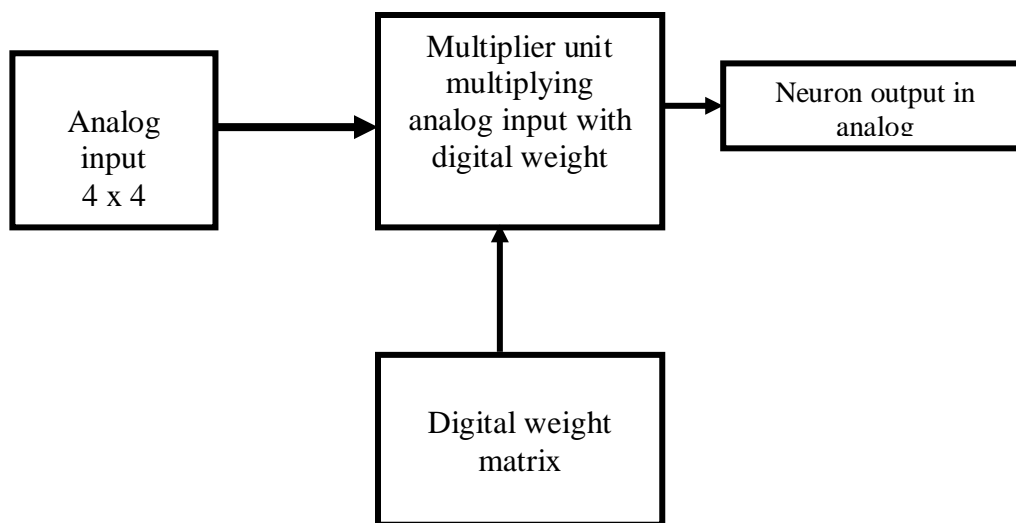 Analog
input
4 x 4
Multiplier unit
multiplying
analog input with
digital weight
Neuron output in
analog
Digital weight
matrix